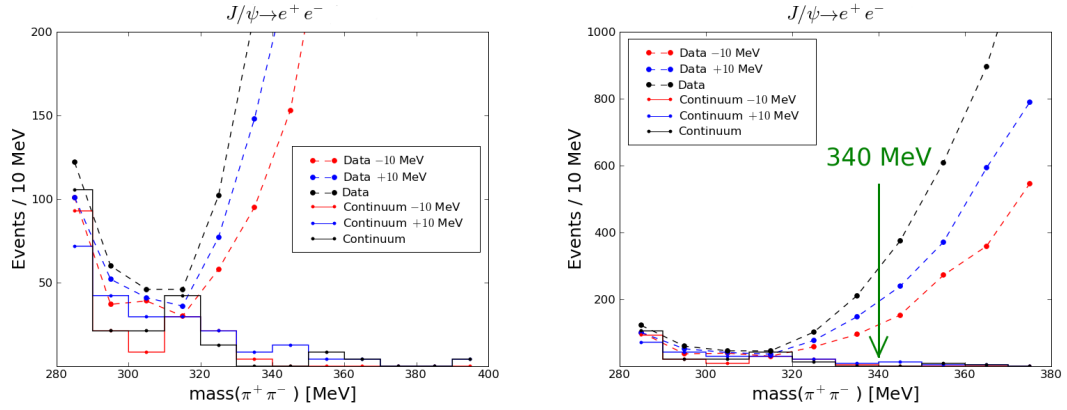 J/ψ→e⁺ e⁻
200
150
100
50
Events / 10 MeV
Data −10 MeV
Data +10 MeV
Data
Continuum −10 MeV
Continuum +10 MeV
Continuum
280 300 320 340 360 380 400
mass(π⁺ π⁻) [MeV]
J/ψ→e⁺ e⁻
1000
800
600
400
200
Events / 10 MeV
Data −10 MeV
Data +10 MeV
Data
Continuum −10 MeV
Continuum +10 MeV
Continuum
340 MeV
280 300 320 340 360 380
mass(π⁺ π⁻) [MeV]